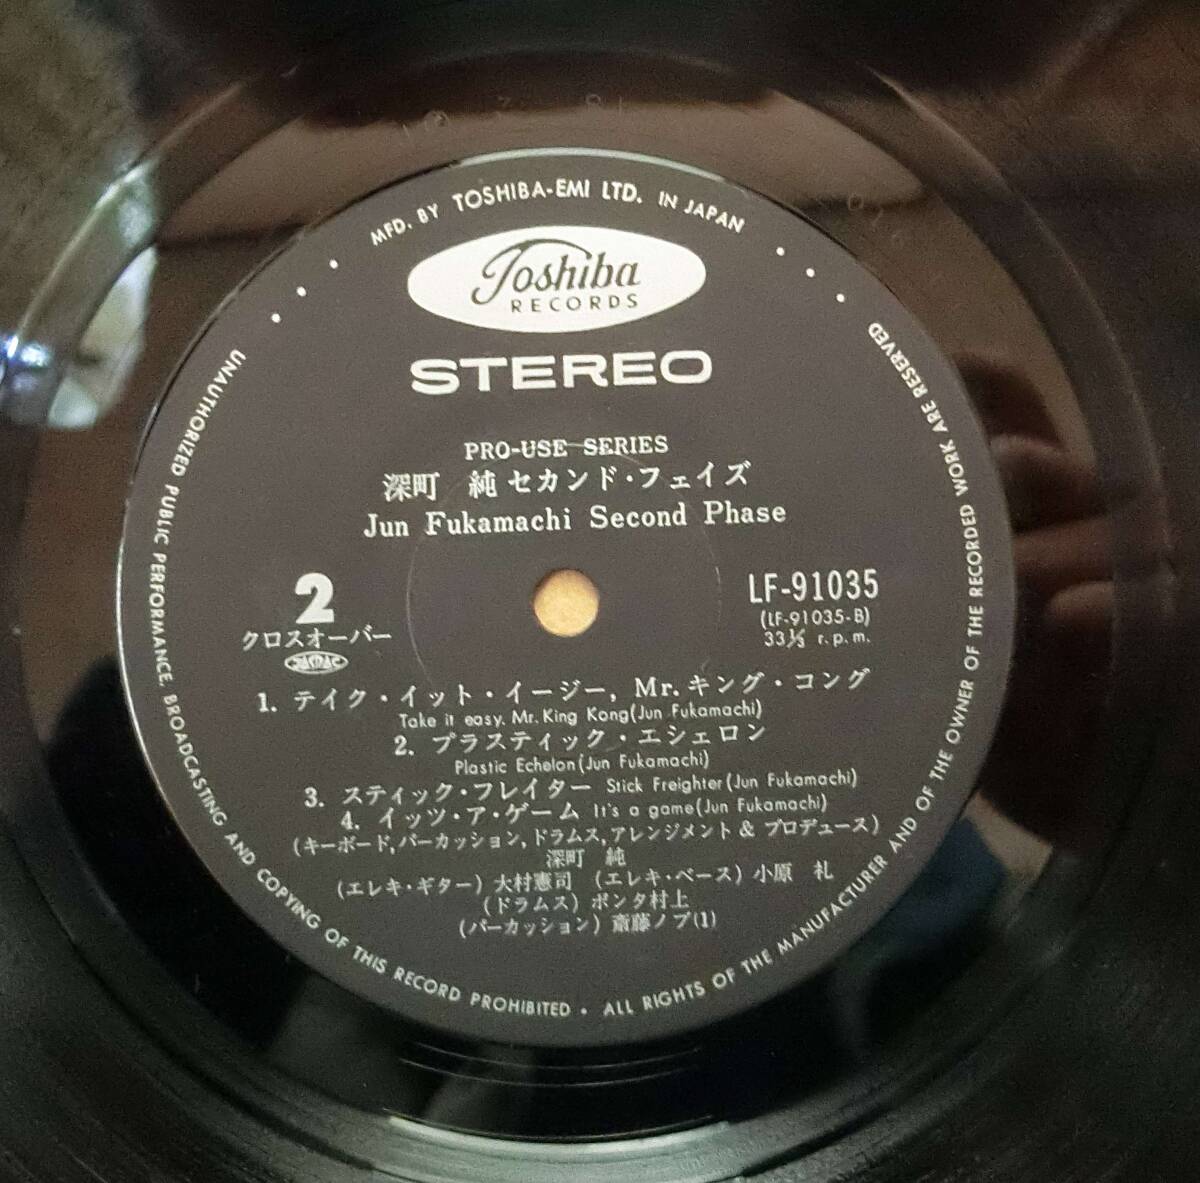 MFD. BY TOSHIBA-EMI LTD. IN JAPAN
Toshiba
RECORDS
STEREO
PRO-USE SERIES
深町 純 セカンド・フェイズ
Jun Fukamachi Second Phase
2
クロスオーバー
LF-91035
(LF-91035-B)
33⅓ r.p.m.
1. テイク・イット・イージー, Mr. キング・コング
Take it easy. Mr. King Kong(Jun Fukamachi)
2. プラスティック・エシェロン
Plastic Echelon(Jun Fukamachi)
3. スティック・フレイター Stick Freighter(Jun Fukamachi)
4. イッツ・ア・ゲーム It's a game(Jun Fukamachi)
(キーボード,パーカッション,ドラムス,アレンジメント & プロデュース)
深町 純
(エレキ・ギター) 大村憲司 (エレキ・ベース) 小原 礼
(ドラムス) ポンタ村上
(パーカッション) 斎藤ノブ(1)
UNAUTHORIZED PUBLIC PERFORMANCE, BROADCASTING AND COPYING OF THIS RECORD PROHIBITED • ALL RIGHTS OF THE MANUFACTURER AND OF THE OWNER OF THE RECORDED WORK ARE RESERVED